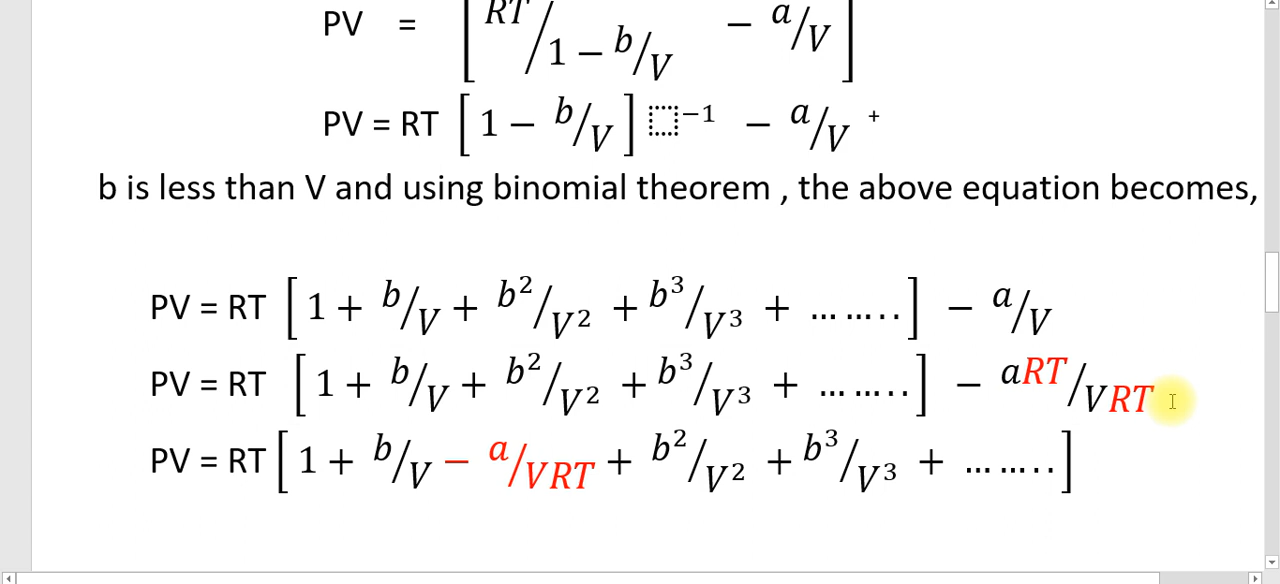 PV = [ RT/1 − b/V − a/V ]
PV = RT [ 1 − b/V ] ⬚−1 − a/V +
b is less than V and using binomial theorem , the above equation becomes,
PV = RT [ 1 + b/V + b²/V² + b³/V³ + ... ... . . ] − a/V
PV = RT [ 1 + b/V + b²/V² + b³/V³ + ... ... . . ] − aRT/VRT
PV = RT [ 1 + b/V − a/VRT + b²/V² + b³/V³ + ... ... . . ]